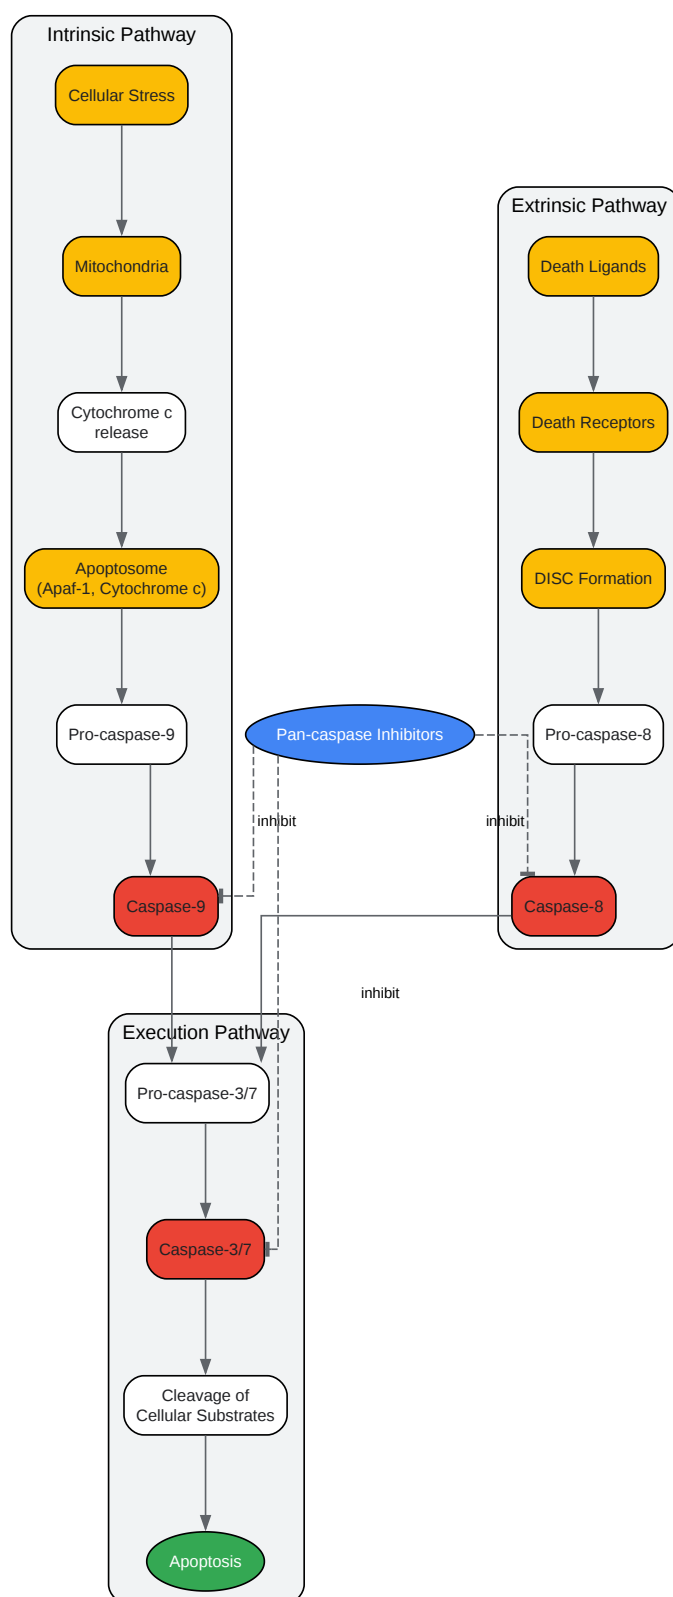 Intrinsic Pathway
Cellular Stress
Mitochondria
Cytochrome c
release
Apoptosome
(Apaf-1, Cytochrome c)
Pro-caspase-9
Caspase-9
Extrinsic Pathway
Death Ligands
Death Receptors
DISC Formation
Pro-caspase-8
Caspase-8
Pan-caspase Inhibitors
inhibit
inhibit
inhibit
Execution Pathway
Pro-caspase-3/7
Caspase-3/7
Cleavage of
Cellular Substrates
Apoptosis